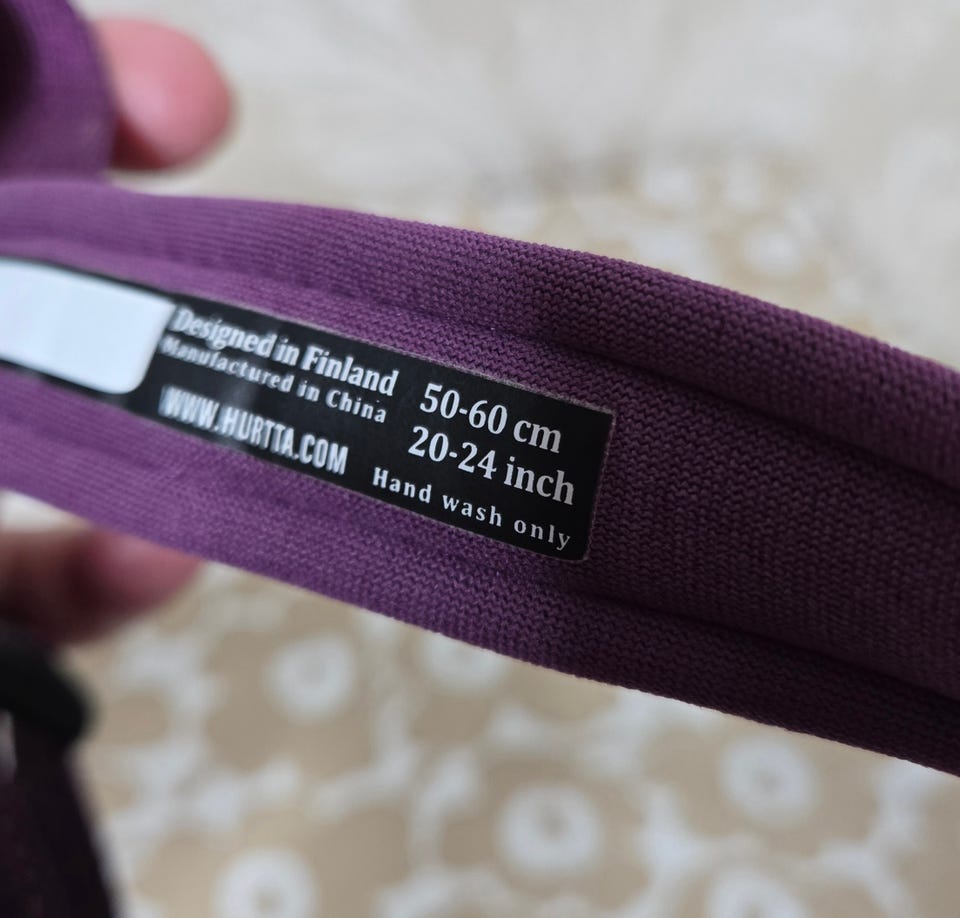 Designed in Finland
Manufactured in China
WWW.HURTTA.COM
50-60 cm
20-24 inch
Hand wash only